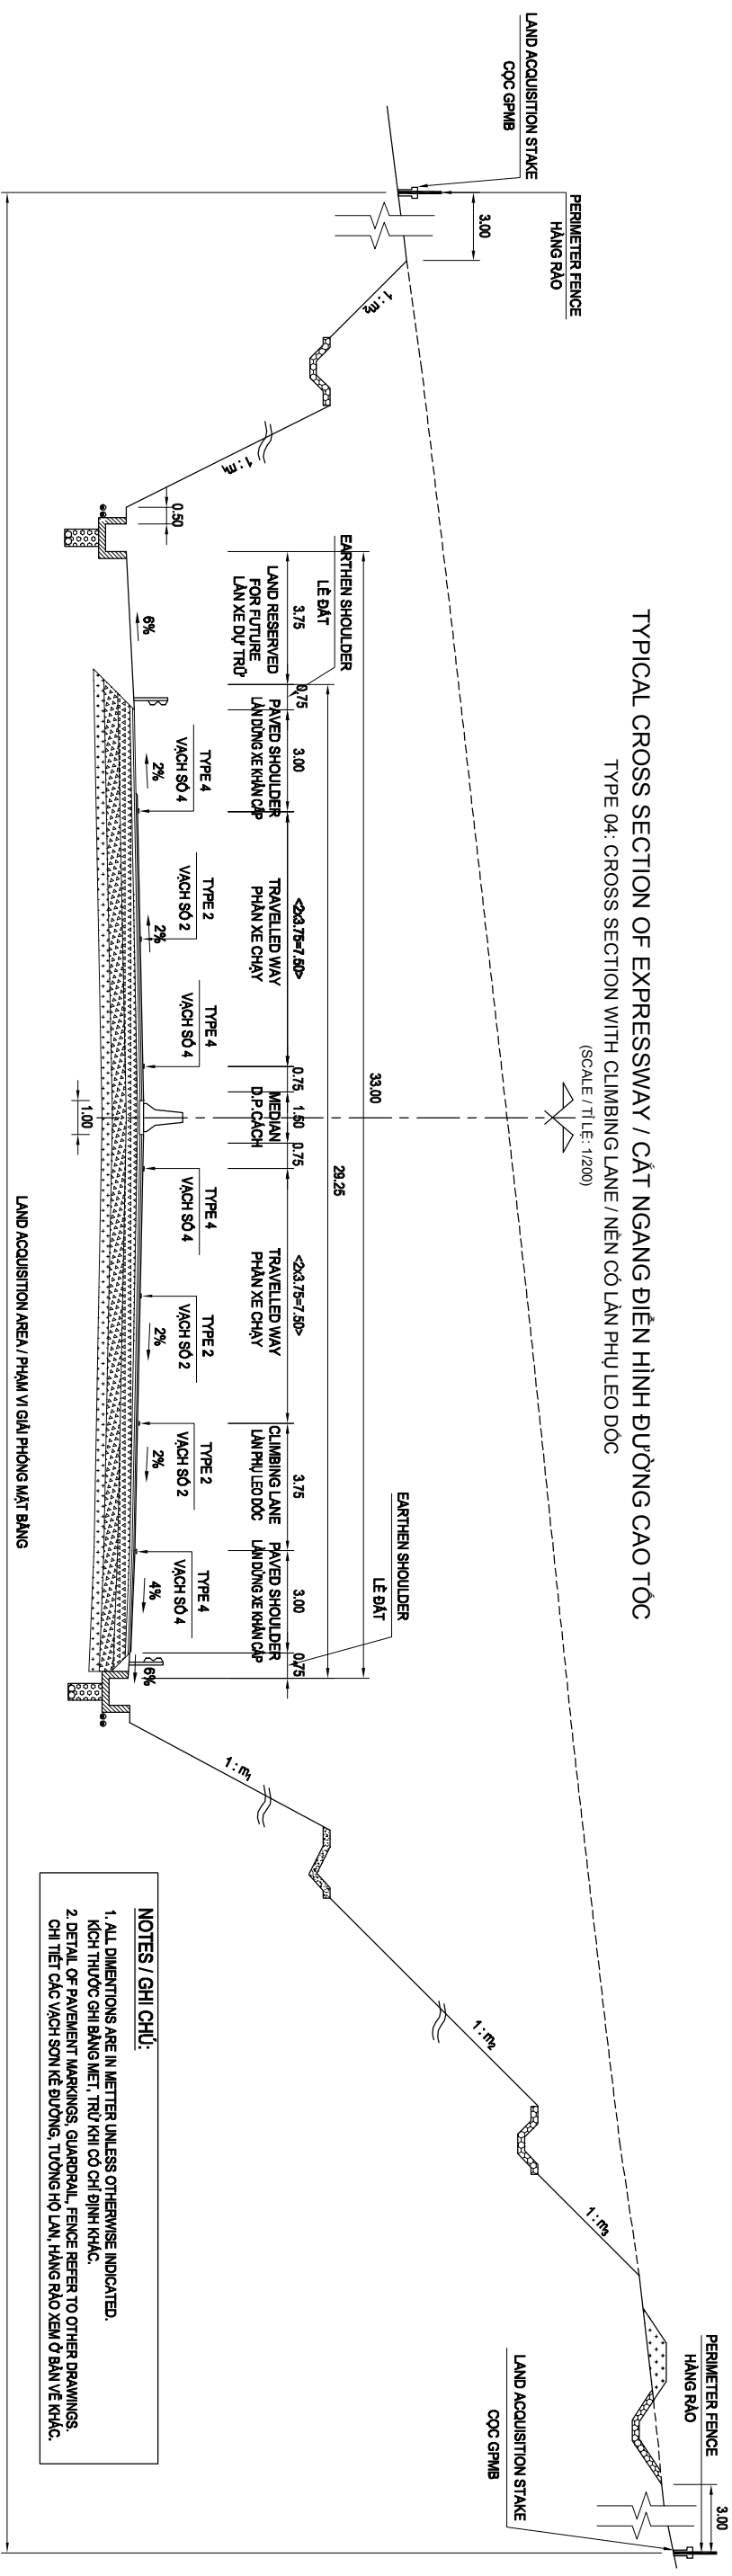 TYPICAL CROSS SECTION OF EXPRESSWAY / CẮT NGANG ĐIỂN HÌNH ĐƯỜNG CAO TỐC
TYPE 04: CROSS SECTION WITH CLIMBING LANE / NỀN CÓ LÀN PHỤ LEO DỐC
(SCALE / TỈ LỆ: 1/200)
LAND ACQUISITION STAKE
CỌC GPMB
PERIMETER FENCE
HÀNG RÀO
3.00
1 : m2
1 : m1
0.50
EARTHEN SHOULDER
LỀ ĐẤT
33.00
29.25
3.75
LAND RESERVED
FOR FUTURE
LÀN XE DỰ TRỮ
0.75
3.00
PAVED SHOULDER
LÀN DỪNG XE KHẨN CẤP
<2x3.75=7.50>
TRAVELLED WAY
PHẦN XE CHẠY
0.75
1.50
MEDIAN
D.P.CÁCH
0.75
<2x3.75=7.50>
TRAVELLED WAY
PHẦN XE CHẠY
3.75
CLIMBING LANE
LÀN PHỤ LEO DỐC
3.00
PAVED SHOULDER
LÀN DỪNG XE KHẨN CẤP
0.75
EARTHEN SHOULDER
LỀ ĐẤT
6%
TYPE 4
VẠCH SỐ 4
2%
TYPE 2
VẠCH SỐ 2
2%
TYPE 4
VẠCH SỐ 4
1.00
TYPE 4
VẠCH SỐ 4
TYPE 2
VẠCH SỐ 2
2%
TYPE 2
VẠCH SỐ 2
2%
TYPE 4
VẠCH SỐ 4
4%
6%
1 : m1
1 : m2
1 : m3
PERIMETER FENCE
HÀNG RÀO
3.00
LAND ACQUISITION STAKE
CỌC GPMB
LAND ACQUISITION AREA / PHẠM VI GIẢI PHÓNG MẶT BẰNG
NOTES / GHI CHÚ:
1. ALL DIMENTIONS ARE IN METTER UNLESS OTHERWISE INDICATED.
KÍCH THƯỚC GHI BẰNG MET, TRỪ KHI CÓ CHỈ ĐỊNH KHÁC.
2. DETAIL OF PAVEMENT MARKINGS, GUARDRAIL, FENCE REFER TO OTHER DRAWINGS.
CHI TIẾT CÁC VẠCH SƠN KẺ ĐƯỜNG, TƯỜNG HỘ LAN, HÀNG RÀO XEM Ở BẢN VẼ KHÁC.